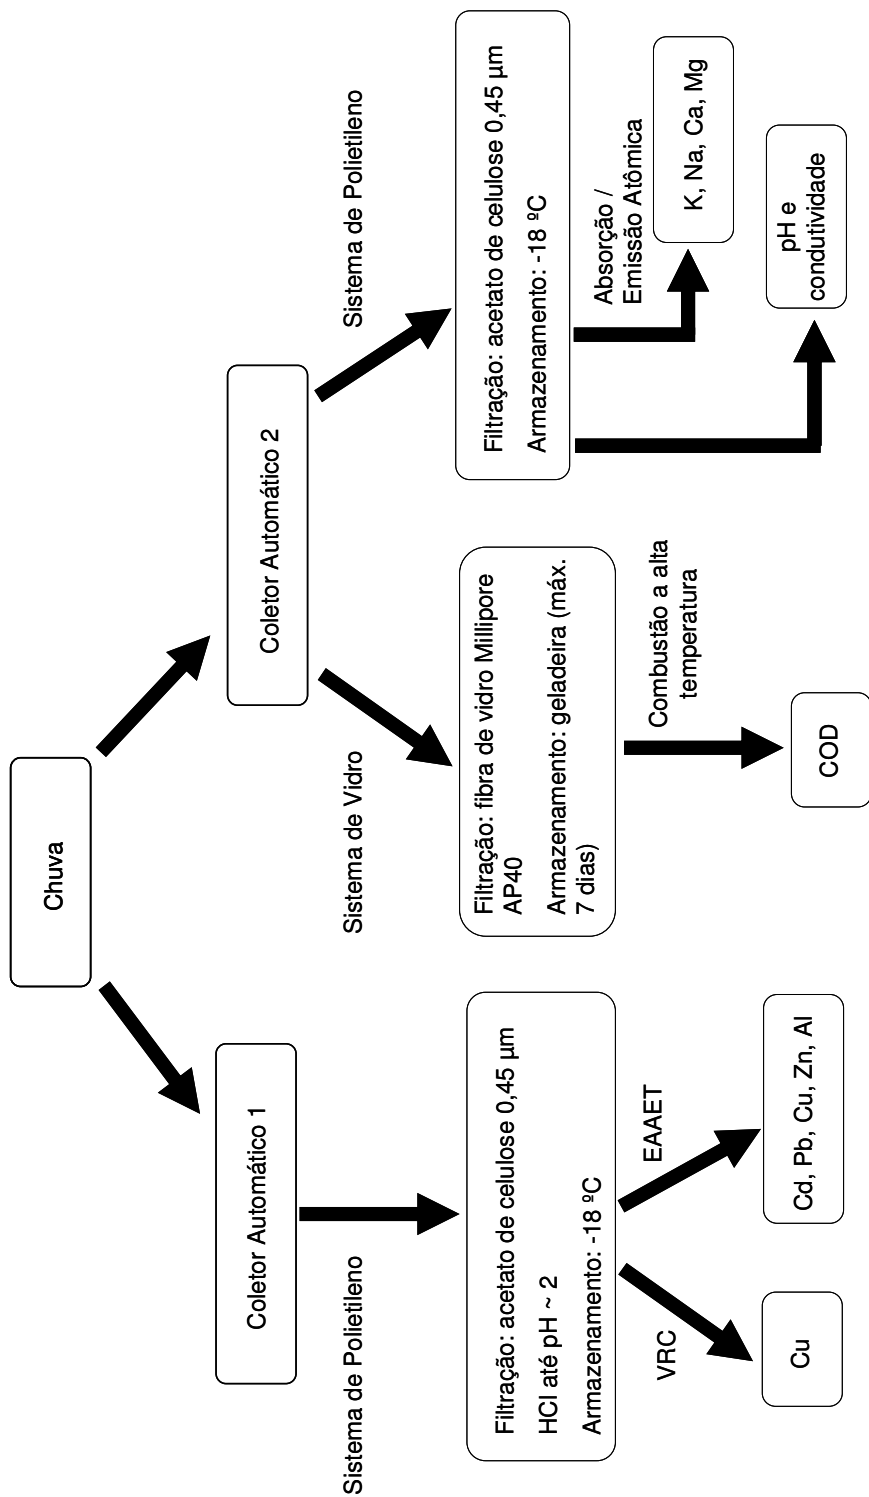 Chuva
Coletor Automático 1
Coletor Automático 2
Sistema de Polietileno
Sistema de Vidro
Sistema de Polietileno
Filtração: acetato de celulose 0,45 µm
HCl até pH ~ 2
Armazenamento: -18 ºC
Filtração: fibra de vidro Millipore
AP40
Armazenamento: geladeira (máx.
7 dias)
Filtração: acetato de celulose 0,45 µm
Armazenamento: -18 ºC
VRC
EAAET
Combustão a alta
temperatura
Absorção /
Emissão Atômica
Cu
Cd, Pb, Cu, Zn, Al
COD
K, Na, Ca, Mg
pH e
condutividade